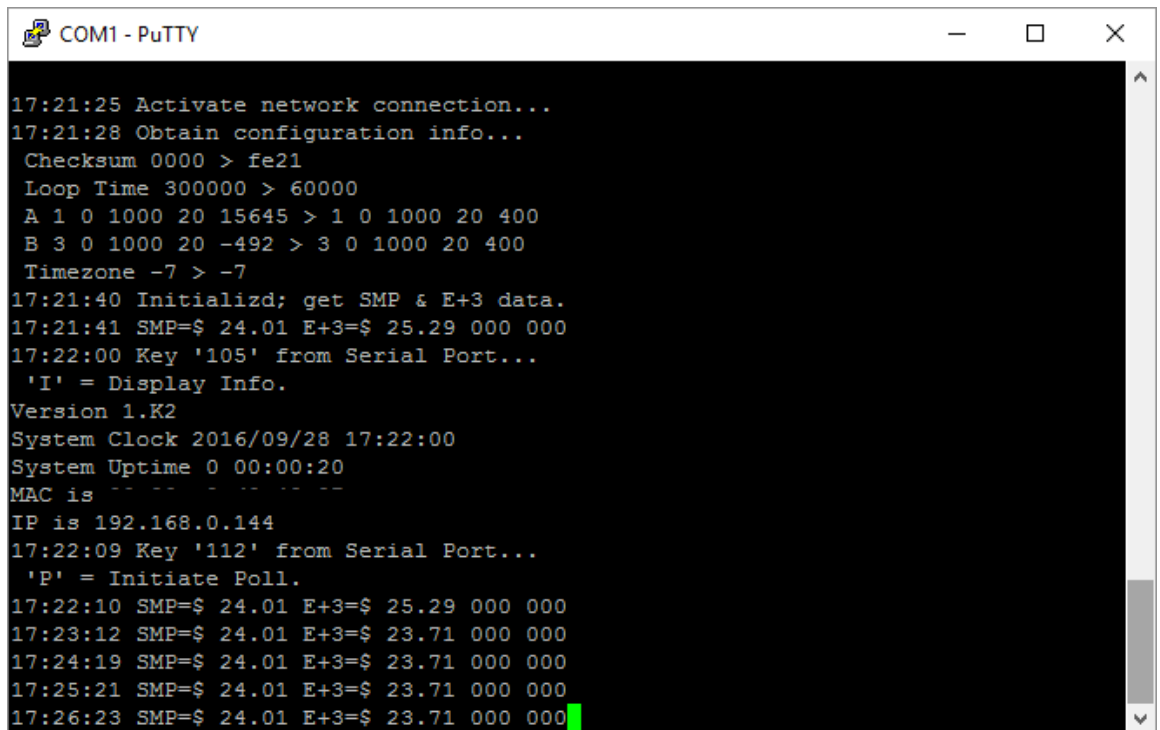 COM1 - PuTTY
17:21:25 Activate network connection...
17:21:28 Obtain configuration info...
Checksum 0000 > fe21
Loop Time 300000 > 60000
A 1 0 1000 20 15645 > 1 0 1000 20 400
B 3 0 1000 20 -492 > 3 0 1000 20 400
Timezone -7 > -7
17:21:40 Initializd; get SMP & E+3 data.
17:21:41 SMP=$ 24.01 E+3=$ 25.29 000 000
17:22:00 Key '105' from Serial Port...
'I' = Display Info.
Version 1.K2
System Clock 2016/09/28 17:22:00
System Uptime 0 00:00:20
MAC is
IP is 192.168.0.144
17:22:09 Key '112' from Serial Port...
'P' = Initiate Poll.
17:22:10 SMP=$ 24.01 E+3=$ 25.29 000 000
17:23:12 SMP=$ 24.01 E+3=$ 23.71 000 000
17:24:19 SMP=$ 24.01 E+3=$ 23.71 000 000
17:25:21 SMP=$ 24.01 E+3=$ 23.71 000 000
17:26:23 SMP=$ 24.01 E+3=$ 23.71 000 000